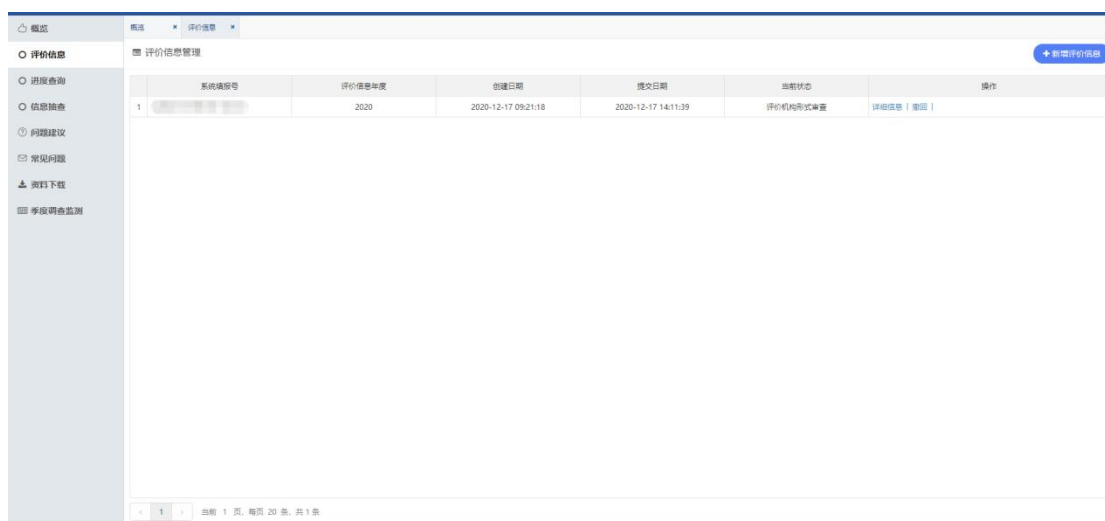 概览
评价信息
进度查询
信息抽查
问题建议
常见问题
资料下载
季度调查监测
概览 × 评价信息 ×
评价信息管理
+新增评价信息
系统填报号 评价信息年度 创建日期 提交日期 当前状态 操作
1 2020 2020-12-17 09:21:18 2020-12-17 14:11:39 评价机构形式审查 详细信息 | 撤回 |
< 1 > 当前 1 页, 每页 20 条, 共 1 条